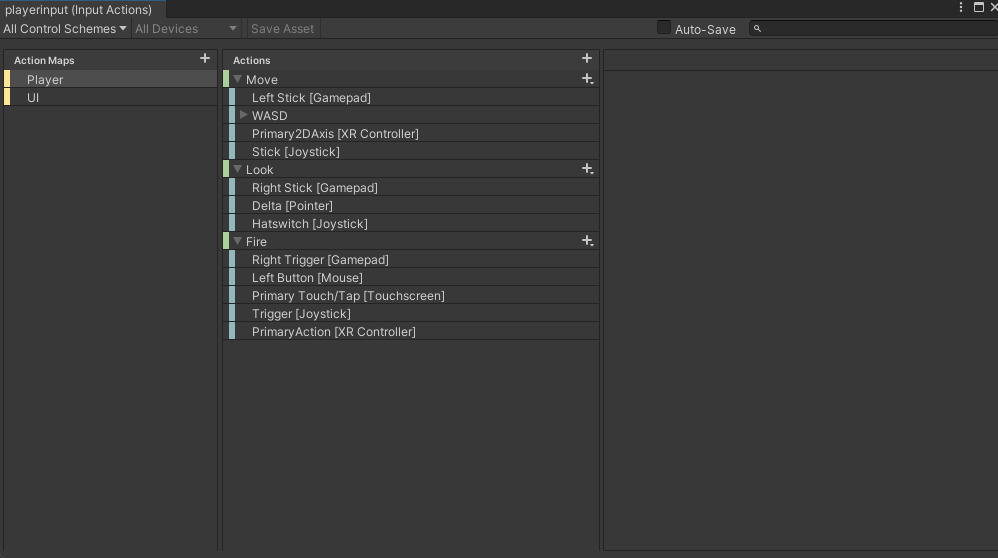 playerinput (Input Actions)
All Control Schemes All Devices Save Asset Auto-Save
Action Maps
Player
UI
Actions
Move
Left Stick [Gamepad]
WASD
Primary2DAxis [XR Controller]
Stick [Joystick]
Look
Right Stick [Gamepad]
Delta [Pointer]
Hatswitch [Joystick]
Fire
Right Trigger [Gamepad]
Left Button [Mouse]
Primary Touch/Tap [Touchscreen]
Trigger [Joystick]
PrimaryAction [XR Controller]